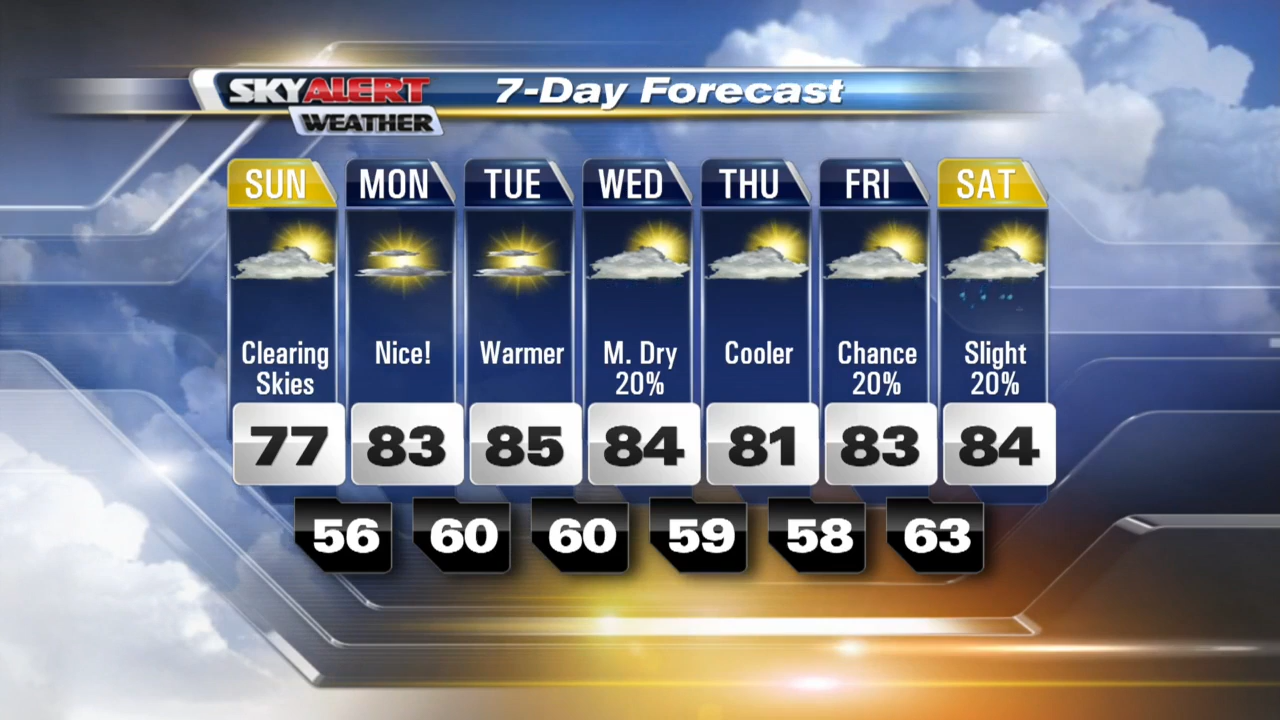 SKYALERT
WEATHER
7-Day Forecast
SUN MON TUE WED THU FRI SAT
Clearing Nice! Warmer M. Dry Cooler Chance Slight
Skies 20% 20% 20%
77 83 85 84 81 83 84
56 60 60 59 58 63